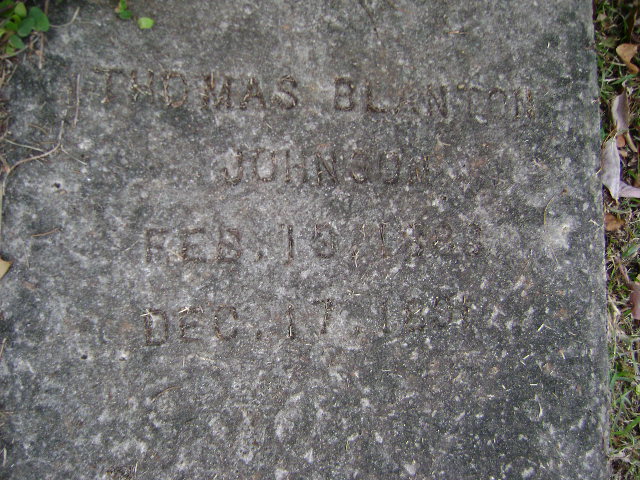 THOMAS BLANTON
JOHNSON
FEB.
DEC. 17,